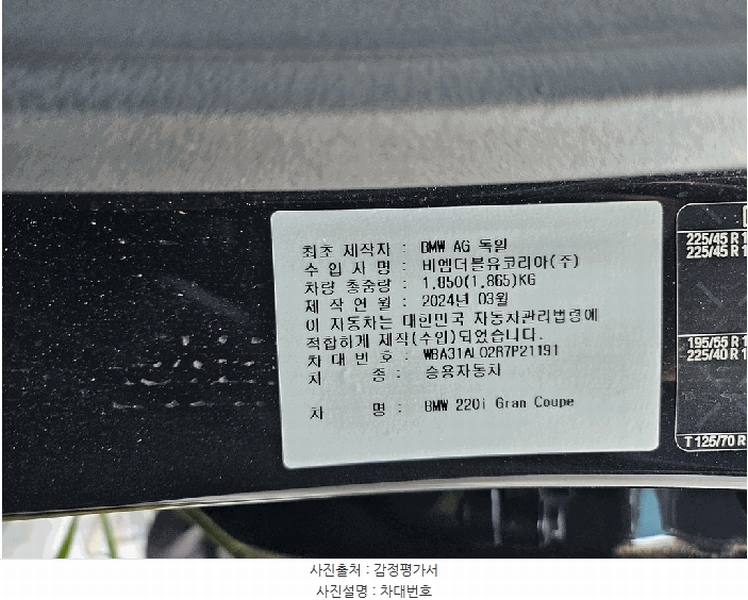 최초 제작자 : BMW AG 독일
수 입 사 명 : 비엠더블유코리아(주)
차량 총중량 : 1,850(1,865)KG
제 작 연 월 : 2024년 03월
이 자동차는 대한민국 자동차관리법령에
적합하게 제작(수입)되었습니다.
차 대 번 호 : WBA31AL02R7P21191
차 종 : 승용자동차
차 명 : BMW 220i Gran Coupe
225/45 R 1
225/45 R 1
195/55 R 1
225/40 R 1
T 125/70 R
사진출처 : 감정평가서
사진설명 : 차대번호